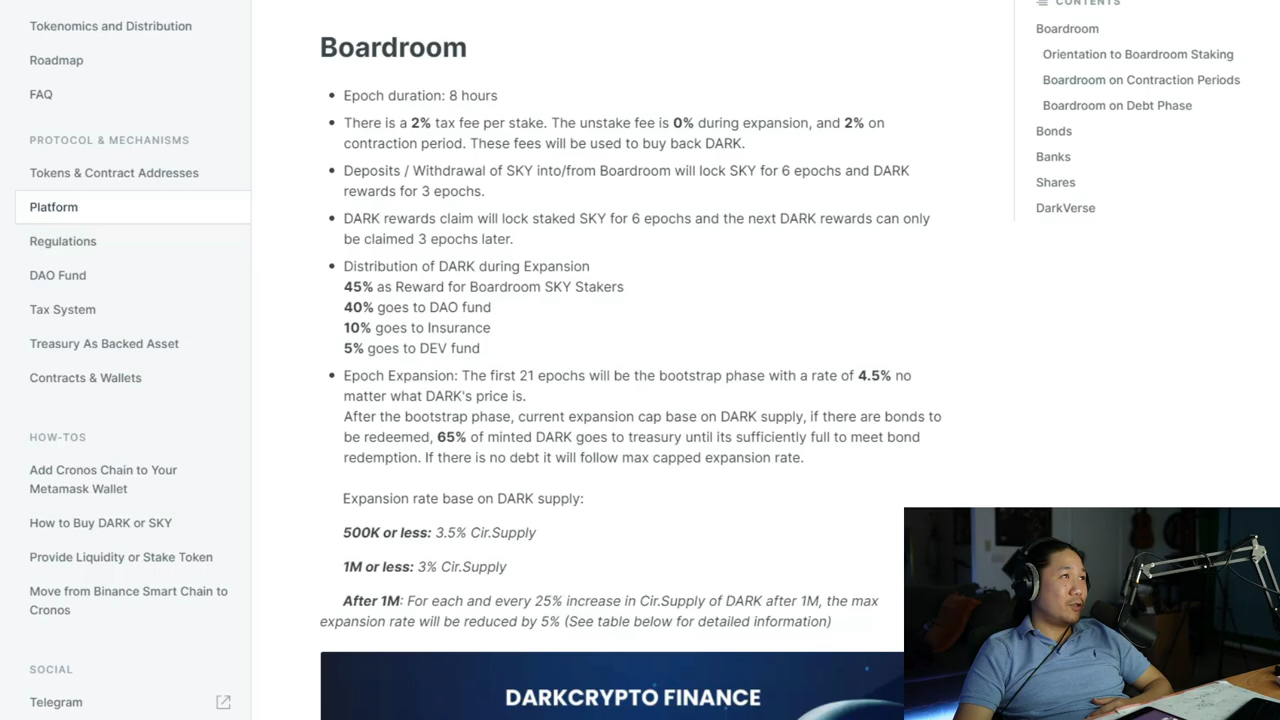 Tokenomics and Distribution
Roadmap
FAQ
PROTOCOL & MECHANISMS
Tokens & Contract Addresses
Platform
Regulations
DAO Fund
Tax System
Treasury As Backed Asset
Contracts & Wallets
HOW-TOS
Add Cronos Chain to Your
Metamask Wallet
How to Buy DARK or SKY
Provide Liquidity or Stake Token
Move from Binance Smart Chain to
Cronos
SOCIAL
Telegram
Boardroom
• Epoch duration: 8 hours
• There is a 2% tax fee per stake. The unstake fee is 0% during expansion, and 2% on
contraction period. These fees will be used to buy back DARK.
• Deposits / Withdrawal of SKY into/from Boardroom will lock SKY for 6 epochs and DARK
rewards for 3 epochs.
• DARK rewards claim will lock staked SKY for 6 epochs and the next DARK rewards can only
be claimed 3 epochs later.
• Distribution of DARK during Expansion
45% as Reward for Boardroom SKY Stakers
40% goes to DAO fund
10% goes to Insurance
5% goes to DEV fund
• Epoch Expansion: The first 21 epochs will be the bootstrap phase with a rate of 4.5% no
matter what DARK's price is.
After the bootstrap phase, current expansion cap base on DARK supply, if there are bonds to
be redeemed, 65% of minted DARK goes to treasury until its sufficiently full to meet bond
redemption. If there is no debt it will follow max capped expansion rate.
Expansion rate base on DARK supply:
500K or less: 3.5% Cir.Supply
1M or less: 3% Cir.Supply
After 1M: For each and every 25% increase in Cir.Supply of DARK after 1M, the max
expansion rate will be reduced by 5% (See table below for detailed information)
DARKCRYPTO FINANCE
CONTENTS
Boardroom
Orientation to Boardroom Staking
Boardroom on Contraction Periods
Boardroom on Debt Phase
Bonds
Banks
Shares
DarkVerse